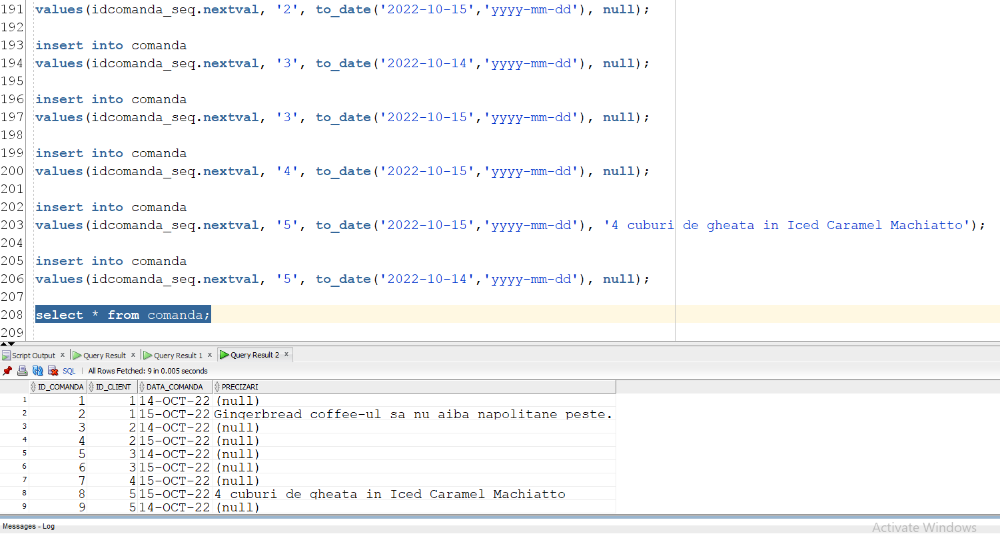 191 values(idcomanda_seq.nextval, '2', to_date('2022-10-15','yyyy-mm-dd'), null);
192
193 insert into comanda
194 values(idcomanda_seq.nextval, '3', to_date('2022-10-14','yyyy-mm-dd'), null);
195
196 insert into comanda
197 values(idcomanda_seq.nextval, '3', to_date('2022-10-15','yyyy-mm-dd'), null);
198
199 insert into comanda
200 values(idcomanda_seq.nextval, '4', to_date('2022-10-15','yyyy-mm-dd'), null);
201
202 insert into comanda
203 values(idcomanda_seq.nextval, '5', to_date('2022-10-15','yyyy-mm-dd'), '4 cuburi de gheata in Iced Caramel Machiatto');
204
205 insert into comanda
206 values(idcomanda_seq.nextval, '5', to_date('2022-10-14','yyyy-mm-dd'), null);
207
208 select * from comanda;
209
Script Output x Query Result x Query Result 1 x Query Result 2 x
SQL | All Rows Fetched: 9 in 0.005 seconds
ID_COMANDA ID_CLIENT DATA_COMANDA PRECIZARI
1 1 1 14-OCT-22 (null)
2 2 1 15-OCT-22 Gingerbread coffee-ul sa nu aiba napolitane peste.
3 3 2 14-OCT-22 (null)
4 4 2 15-OCT-22 (null)
5 5 3 14-OCT-22 (null)
6 6 3 15-OCT-22 (null)
7 7 4 15-OCT-22 (null)
8 8 5 15-OCT-22 4 cuburi de gheata in Iced Caramel Machiatto
9 9 5 14-OCT-22 (null)
Messages - Log
Activate Windows